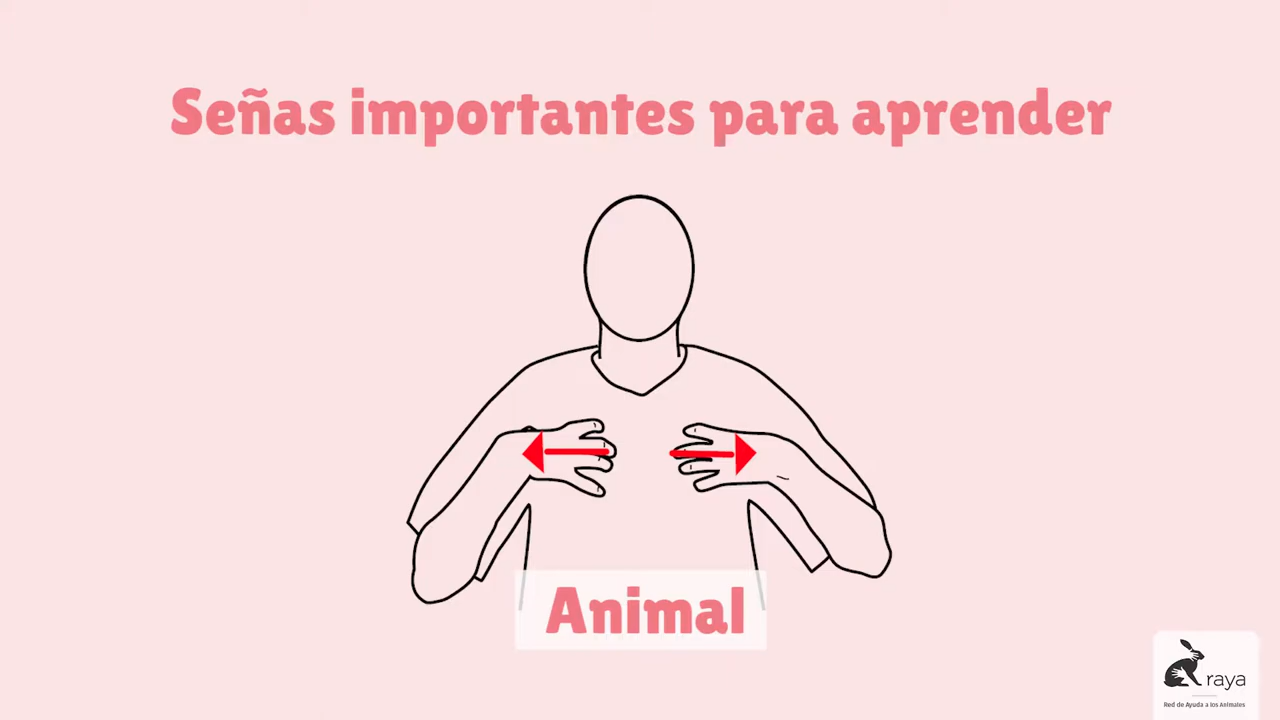 Señas importantes para aprender
Animal
raya
Red de Ayuda a los Animales